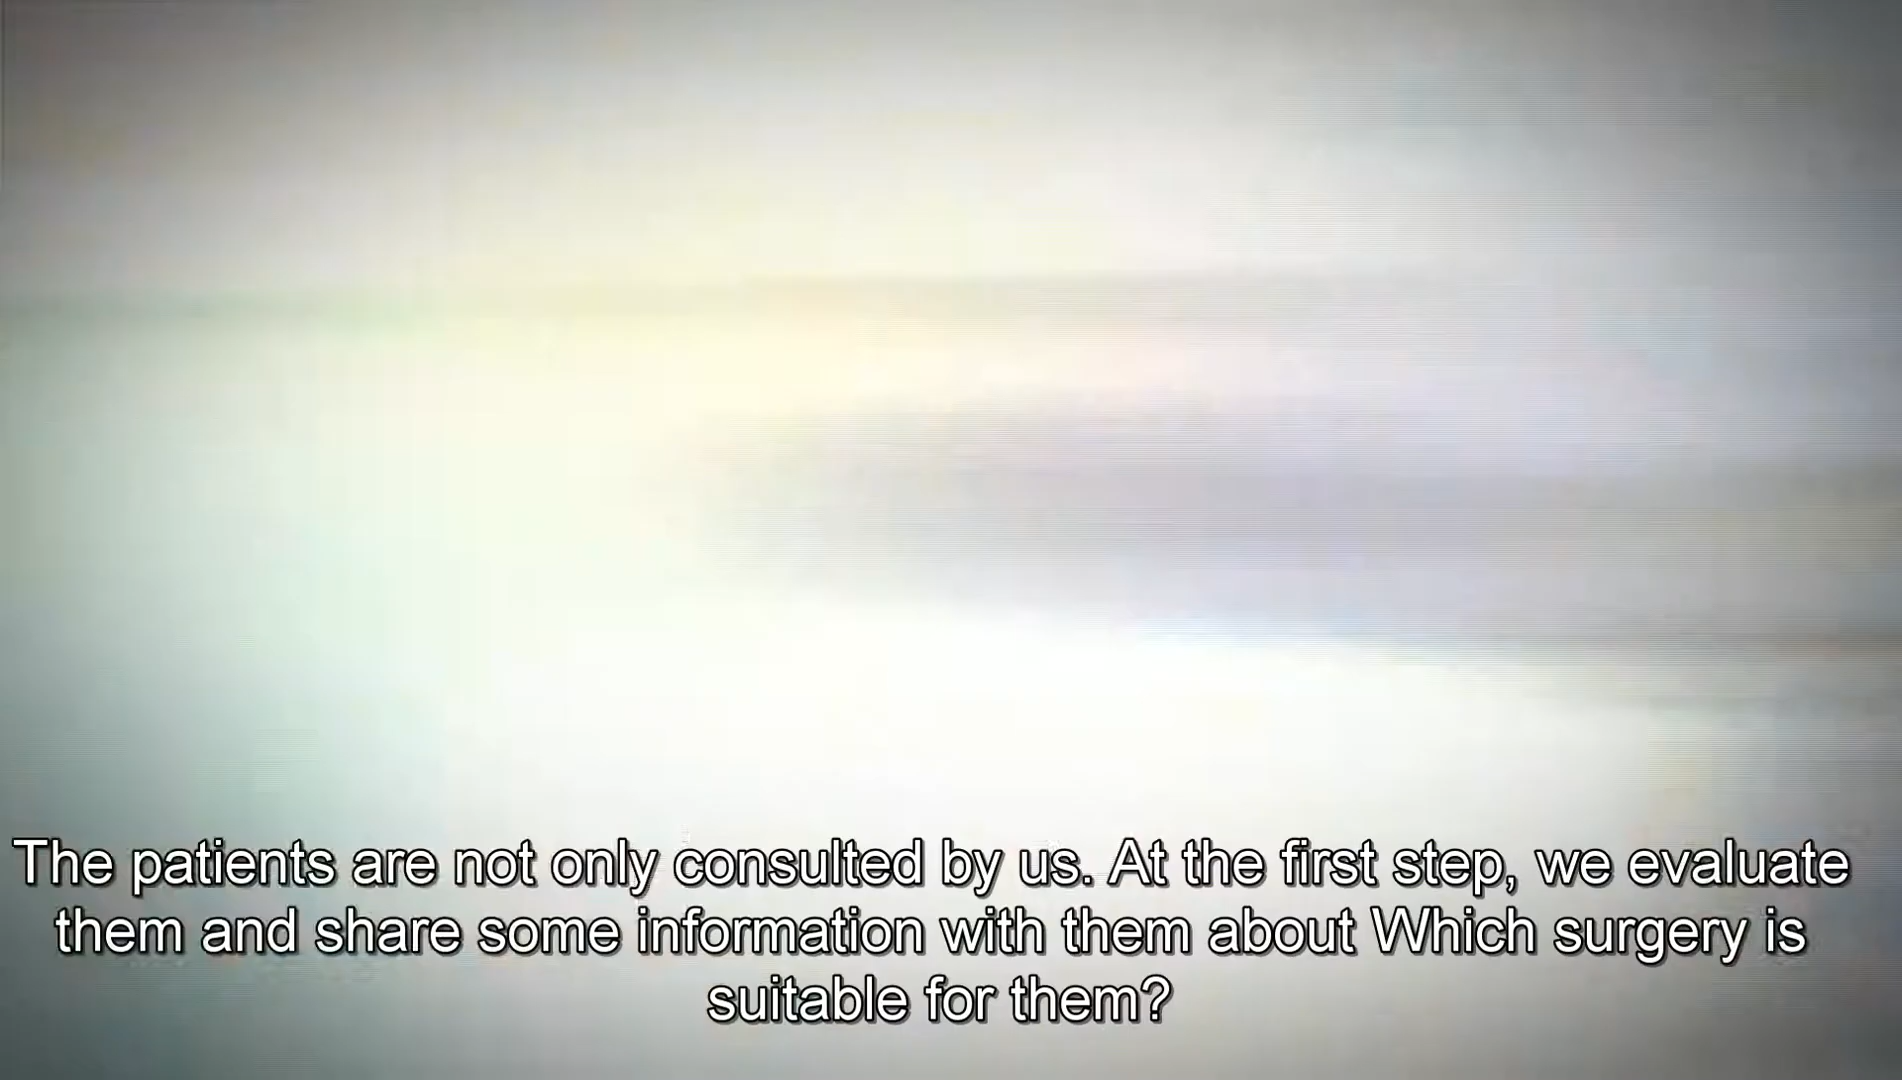 The patients are not only consulted by us. At the first step, we evaluate
them and share some information with them about Which surgery is
suitable for them?